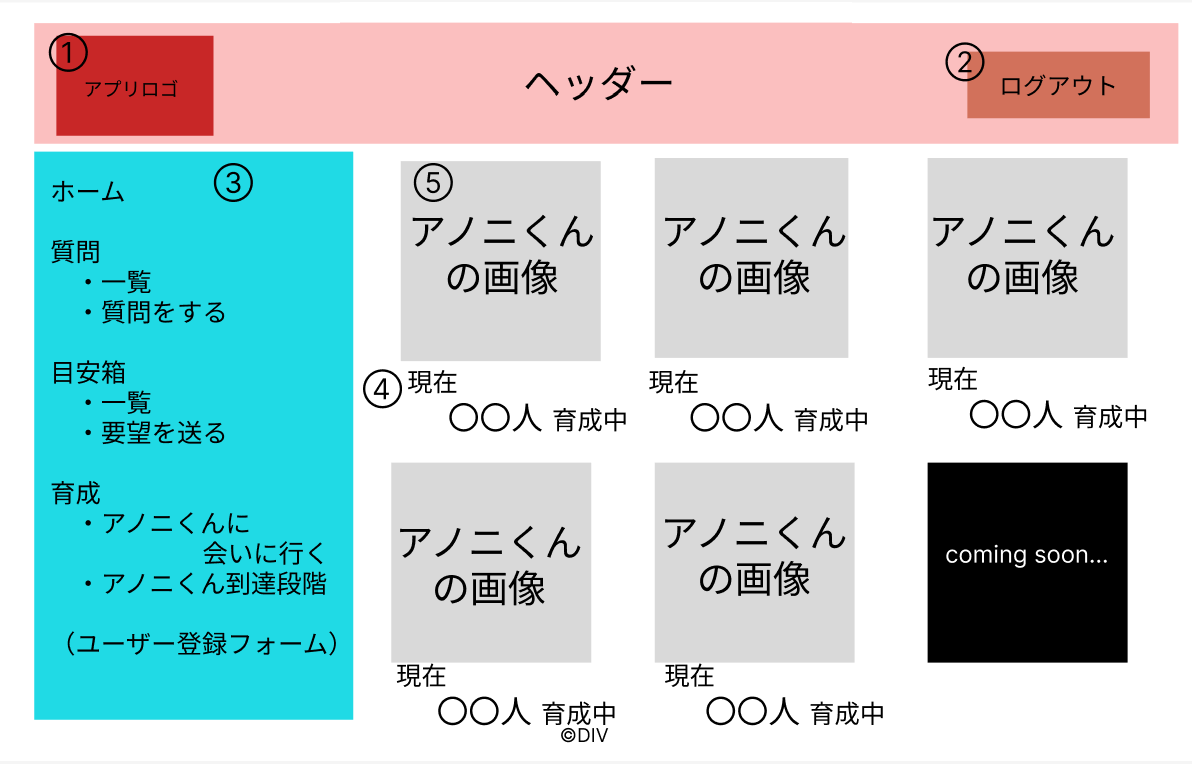 ①
アプリロゴ
ヘッダー
②
ログアウト
③
ホーム
質問
・一覧
・質問をする
目安箱
・一覧
・要望を送る
育成
・アノニくんに
会いに行く
・アノニくん到達段階
（ユーザー登録フォーム）
⑤
アノニくん
の画像
アノニくん
の画像
アノニくん
の画像
④
現在
〇〇人 育成中
現在
〇〇人 育成中
現在
〇〇人 育成中
アノニくん
の画像
アノニくん
の画像
coming soon...
現在
〇〇人 育成中
現在
〇〇人 育成中
©DIV